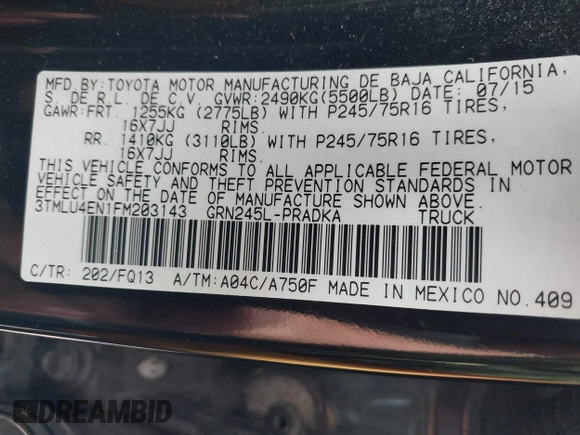 MFD.BY:TOYOTA MOTOR MANUFACTURING DE BAJA CALIFORNIA,
S. DE R.L. DE C.V. GVWR:2490KG(5500LB) DATE: 07/15
GAWR:FRT. 1255KG (2775LB) WITH P245/75R16 TIRES,
16X7JJ RIMS.
RR. 1410KG (3110LB) WITH P245/75R16 TIRES,
16X7JJ RIMS.
THIS VEHICLE CONFORMS TO ALL APPLICABLE FEDERAL MOTOR
VEHICLE SAFETY AND THEFT PREVENTION STANDARDS IN
EFFECT ON THE DATE OF MANUFACTURE SHOWN ABOVE.
3TMLU4EN1FM203143 GRN245L-PRADKA TRUCK
C/TR: 202/FQ13 A/TM:A04C/A750F MADE IN MEXICO NO.409
DREAMBID